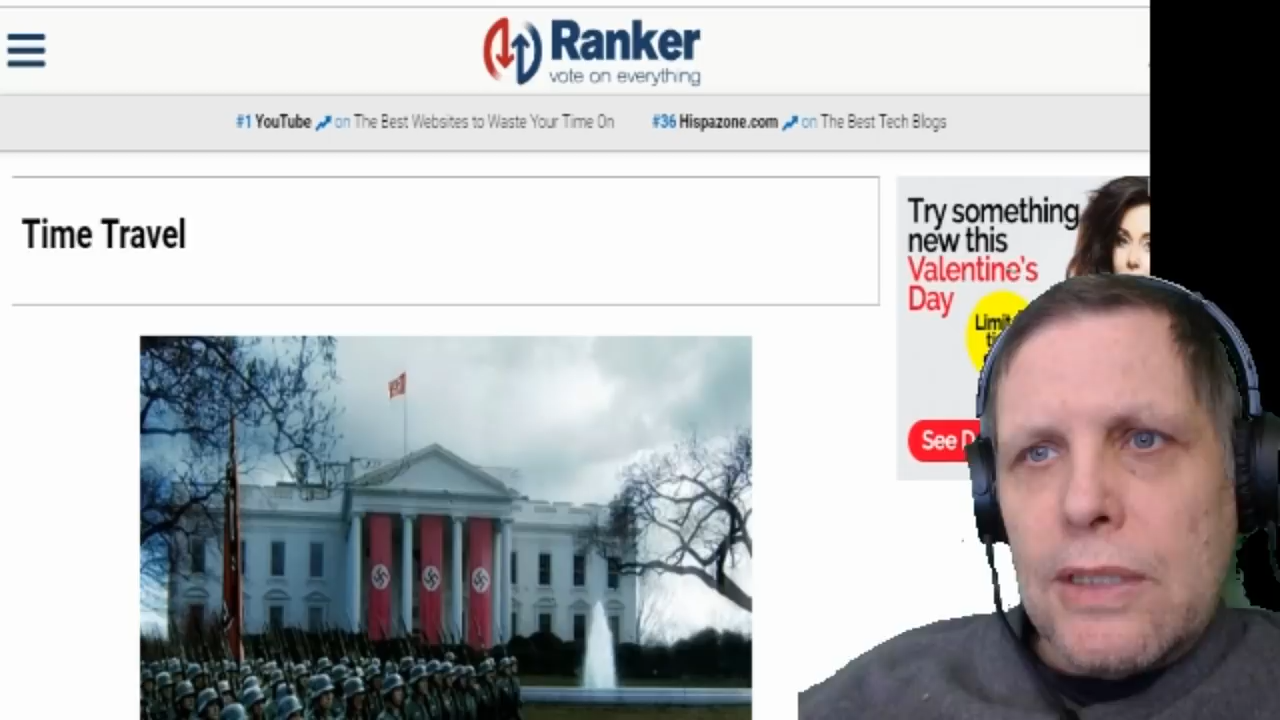 Ranker
vote on everything
#1 YouTube on The Best Websites to Waste Your Time On #36 Hispazone.com on The Best Tech Blogs
Time Travel
Try something
new this
Valentine's
Day
See